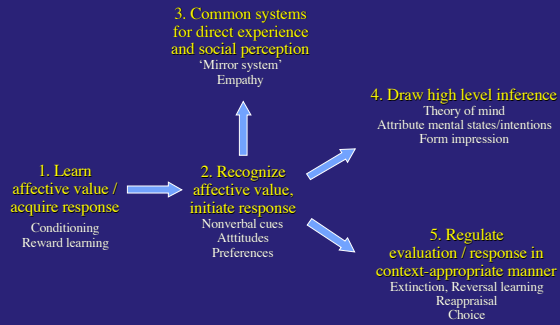 3. Common systems
for direct experience
and social perception
‘Mirror system’
Empathy
4. Draw high level inference
Theory of mind
Attribute mental states/intentions
Form impression
1. Learn
affective value /
acquire response
Conditioning
Reward learning
2. Recognize
affective value,
initiate response
Nonverbal cues
Atttitudes
Preferences
5. Regulate
evaluation / response in
context-appropriate manner
Extinction, Reversal learning
Reappraisal
Choice